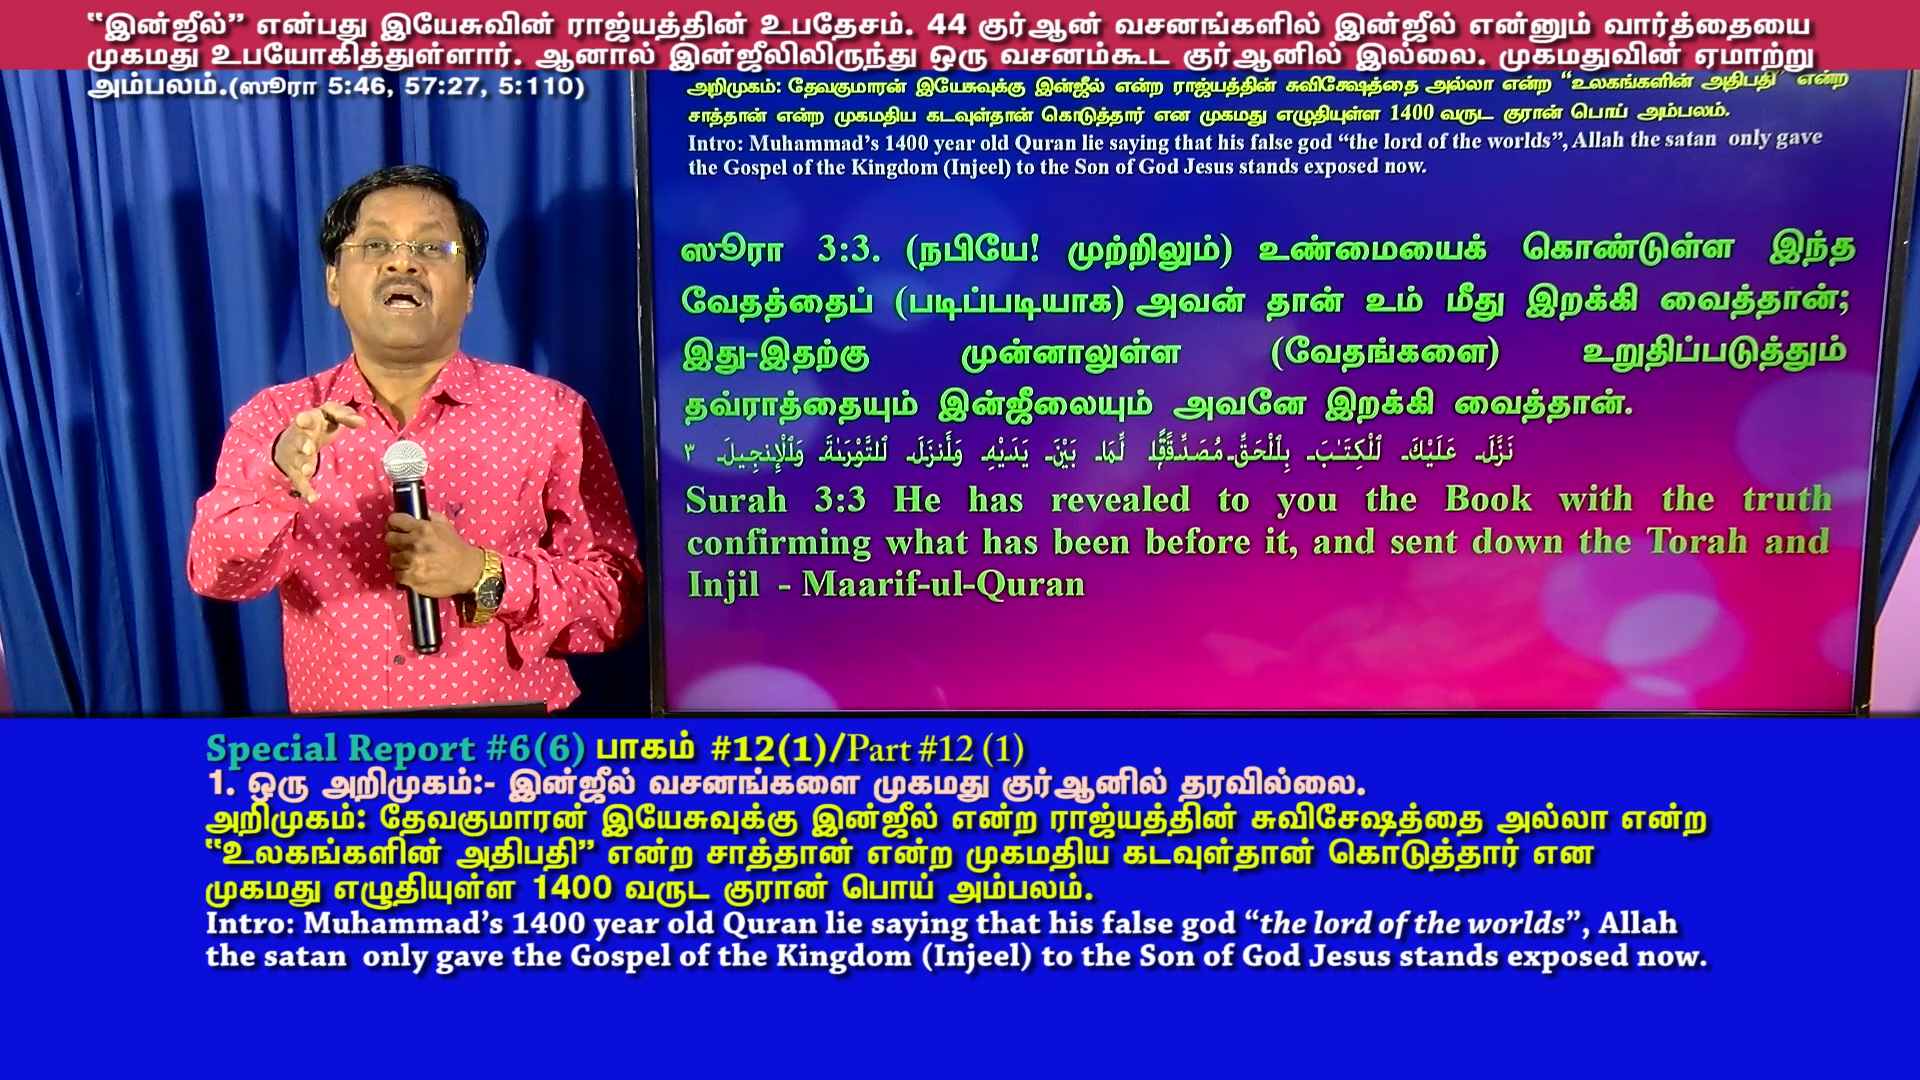 “இன்ஜீல்” என்பது இயேசுவின் ராஜ்யத்தின் உபதேசம். 44 குர்ஆன் வசனங்களில் இன்ஜீல் என்னும் வார்த்தையை
முகமது உபயோகித்துள்ளார். ஆனால் இன்ஜீலிலிருந்து ஒரு வசனம்கூட குர்ஆனில் இல்லை. முகமதுவின் ஏமாற்று
அம்பலம்.(ஸூரா 5:46, 57:27, 5:110)
அறிமுகம்: தேவகுமாரன் இயேசுவுக்கு இன்ஜீல் என்ற ராஜ்யத்தின் சுவிசேஷத்தை அல்லா என்ற “உலகங்களின் அதிபதி” என்ற
சாத்தான் என்ற முகமதிய கடவுள்தான் கொடுத்தார் என முகமது எழுதியுள்ள 1400 வருட குரான் பொய் அம்பலம்.
Intro: Muhammad’s 1400 year old Quran lie saying that his false god “the lord of the worlds”, Allah the satan only gave
the Gospel of the Kingdom (Injeel) to the Son of God Jesus stands exposed now.
ஸூரா 3:3. (நபியே! முற்றிலும்) உண்மையைக் கொண்டுள்ள இந்த
வேதத்தைப் (படிப்படியாக) அவன் தான் உம் மீது இறக்கி வைத்தான்;
இது-இதற்கு முன்னாலுள்ள (வேதங்களை) உறுதிப்படுத்தும்
தவ்ராத்தையும் இன்ஜீலையும் அவனே இறக்கி வைத்தான்.
نَزَّلَ عَلَيْكَ ٱلْكِتَـٰبَ بِٱلْحَقِّ مُصَدِّقًۭا لِّمَا بَيْنَ يَدَيْهِ وَأَنزَلَ ٱلتَّوْرَىٰةَ وَٱلْإِنجِيلَ ٣
Surah 3:3 He has revealed to you the Book with the truth
confirming what has been before it, and sent down the Torah and
Injil - Maarif-ul-Quran
Special Report #6(6) பாகம் #12(1)/Part #12 (1)
1. ஒரு அறிமுகம்:- இன்ஜீல் வசனங்களை முகமது குர்ஆனில் தரவில்லை.
அறிமுகம்: தேவகுமாரன் இயேசுவுக்கு இன்ஜீல் என்ற ராஜ்யத்தின் சுவிசேஷத்தை அல்லா என்ற
“உலகங்களின் அதிபதி” என்ற சாத்தான் என்ற முகமதிய கடவுள்தான் கொடுத்தார் என
முகமது எழுதியுள்ள 1400 வருட குரான் பொய் அம்பலம்.
Intro: Muhammad’s 1400 year old Quran lie saying that his false god “the lord of the worlds”, Allah
the satan only gave the Gospel of the Kingdom (Injeel) to the Son of God Jesus stands exposed now.